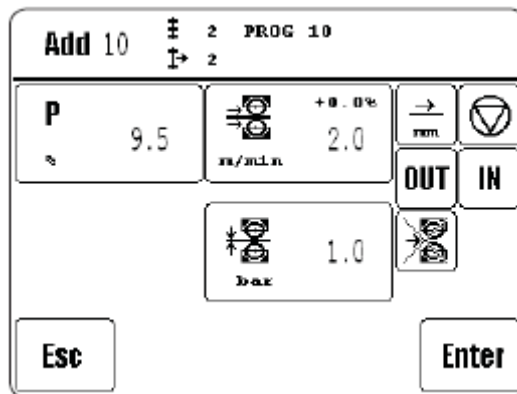 Add 10 2 PROG 10
2
P
%
9.5
+0.0%
2.0
m/min
mm
OUT IN
1.0
bar
Esc Enter